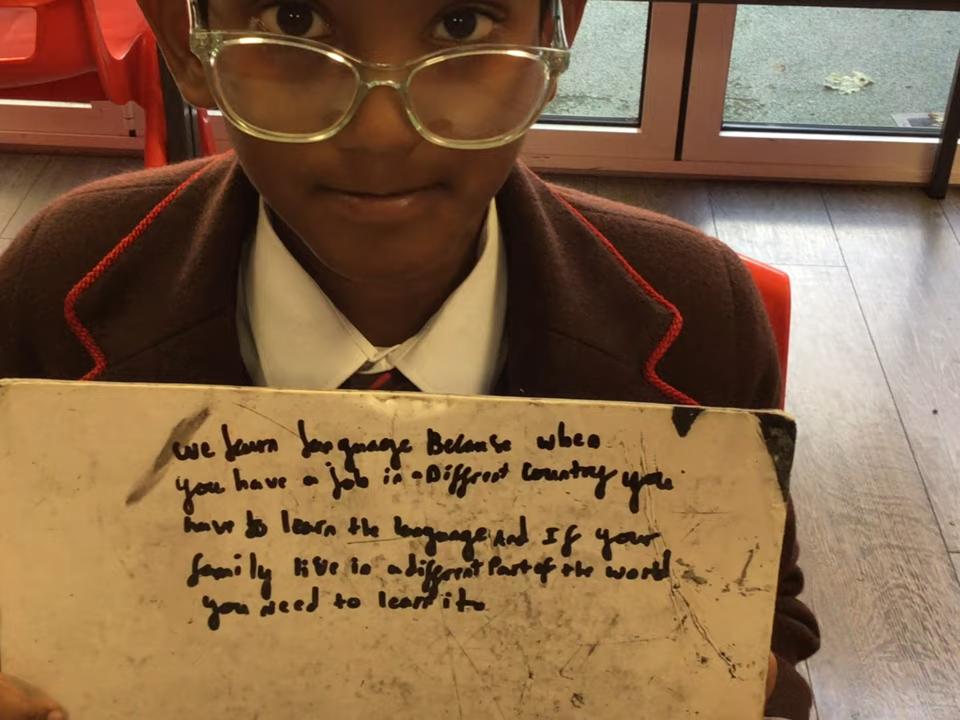 we learn language Because when
you have a job in a Different Country you
have to learn the language and If your
family live in a different Part of the world
you need to learn it.